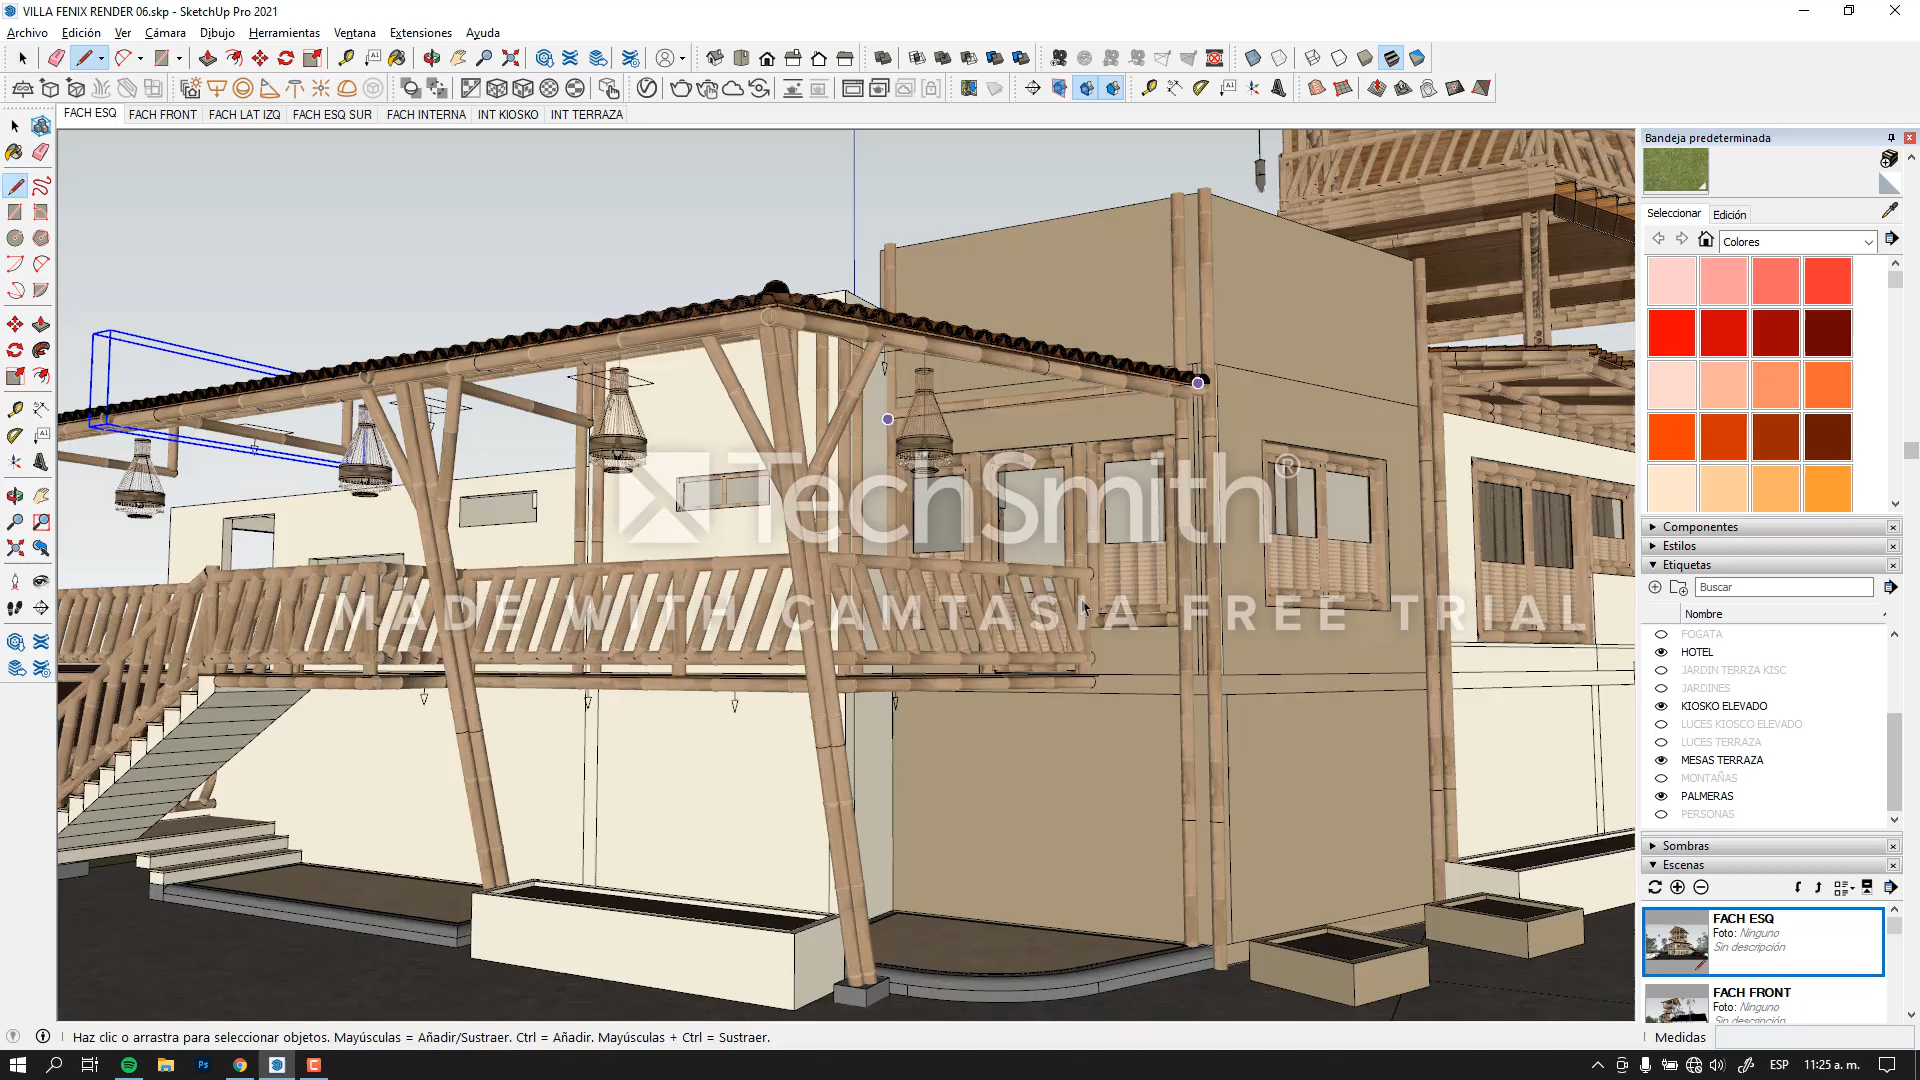 VILLA FENIX RENDER 06.skp - SketchUp Pro 2021
Archivo Edición Ver Cámara Dibujo Herramientas Ventana Extensiones Ayuda
FACH ESQ FACH FRONT FACH LAT IZQ FACH ESQ SUR FACH INTERNA INT KIOSKO INT TERRAZA
Bandeja predeterminada
Seleccionar Edición
Colores
Componentes
Estilos
Etiquetas
Buscar
Nombre
FOGATA
HOTEL
JARDIN TERRZA KISC
JARDINES
KIOSKO ELEVADO
LUCES KIOSCO ELEVADO
LUCES TERRAZA
MESAS TERRAZA
MONTAÑAS
PALMERAS
PERSONAS
Sombras
Escenas
FACH ESQ
Foto: Ninguno
Sin descripción
FACH FRONT
Foto: Ninguno
Sin descripción
TechSmith®
MADE WITH CAMTASIA FREE TRIAL
Haz clic o arrastra para seleccionar objetos. Mayúsculas = Añadir/Sustraer. Ctrl = Añadir. Mayúsculas + Ctrl = Sustraer.
Medidas
ESP 11:25 a. m.